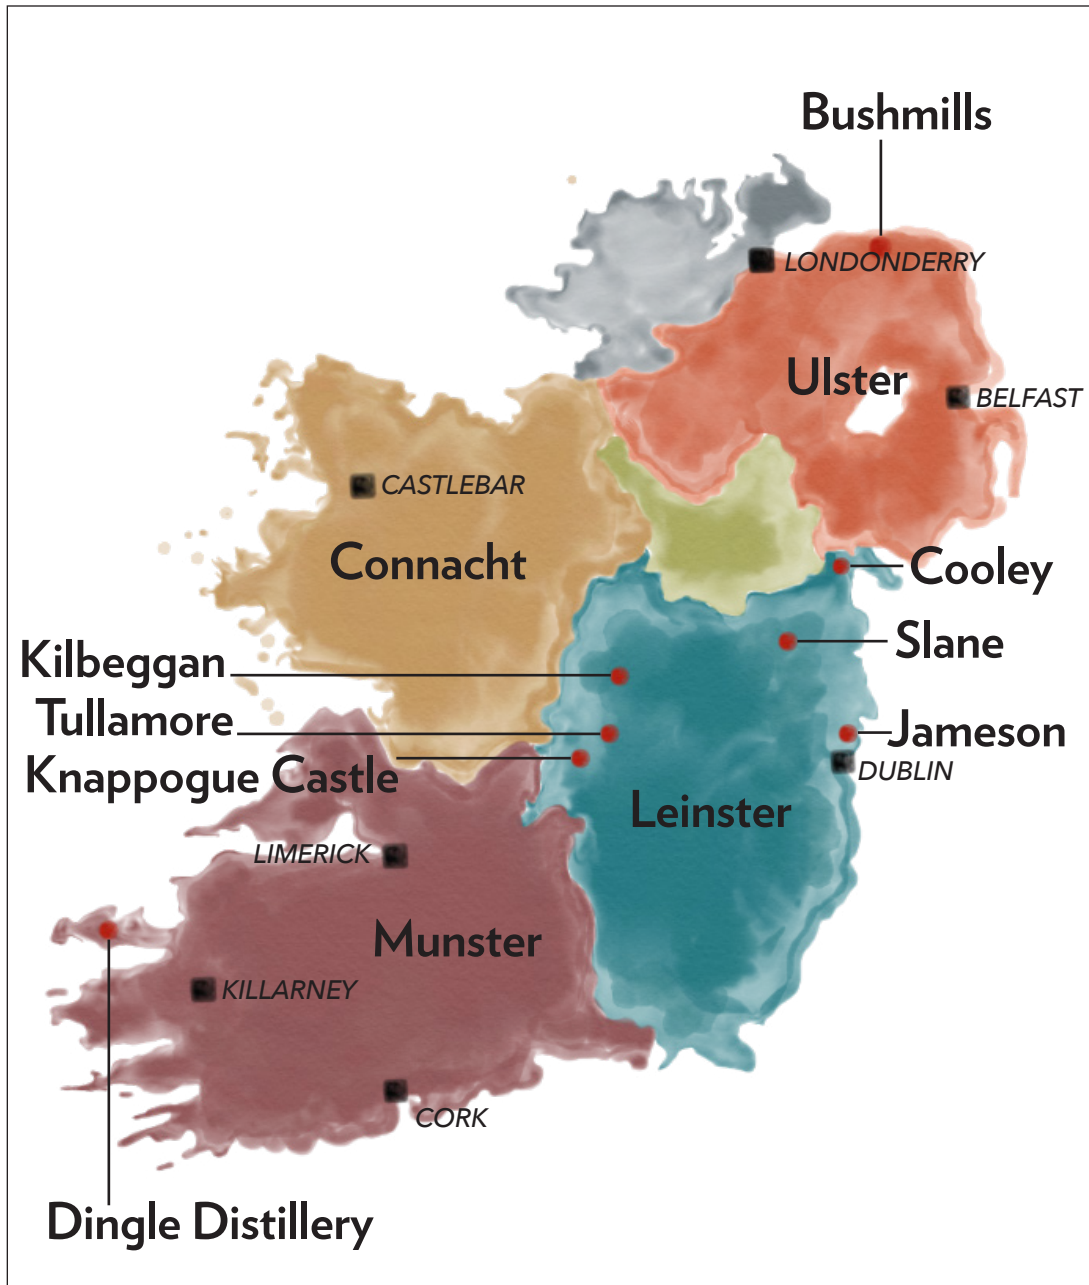 Bushmills
LONDONDERRY
Ulster
BELFAST
CASTLEBAR
Connacht
Cooley
Slane
Kilbeggan
Tullamore
Jameson
Knappogue Castle
DUBLIN
Leinster
LIMERICK
Munster
KILLARNEY
CORK
Dingle Distillery